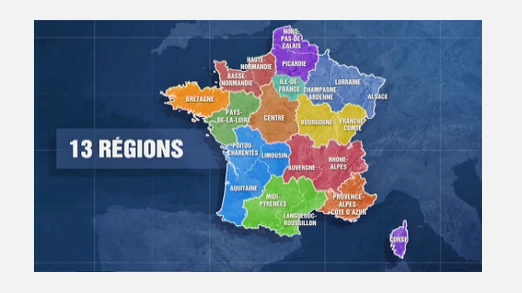 NORD-
PAS-DE-
CALAIS
PICARDIE
HAUTE-
NORMANDIE
BASSE-
NORMANDIE
ILE-DE-
FRANCE
CHAMPAGNE
ARDENNE
LORRAINE
ALSACE
BRETAGNE
PAYS-
DE-LA-LOIRE
CENTRE
BOURGOGNE
FRANCHE-
COMTÉ
13 RÉGIONS
POITOU-
CHARENTES
LIMOUSIN
AUVERGNE
RHÔNE-
ALPES
AQUITAINE
MIDI-
PYRÉNÉES
LANGUEDOC-
ROUSSILLON
PROVENCE-
ALPES-
CÔTE D'AZUR
CORSE